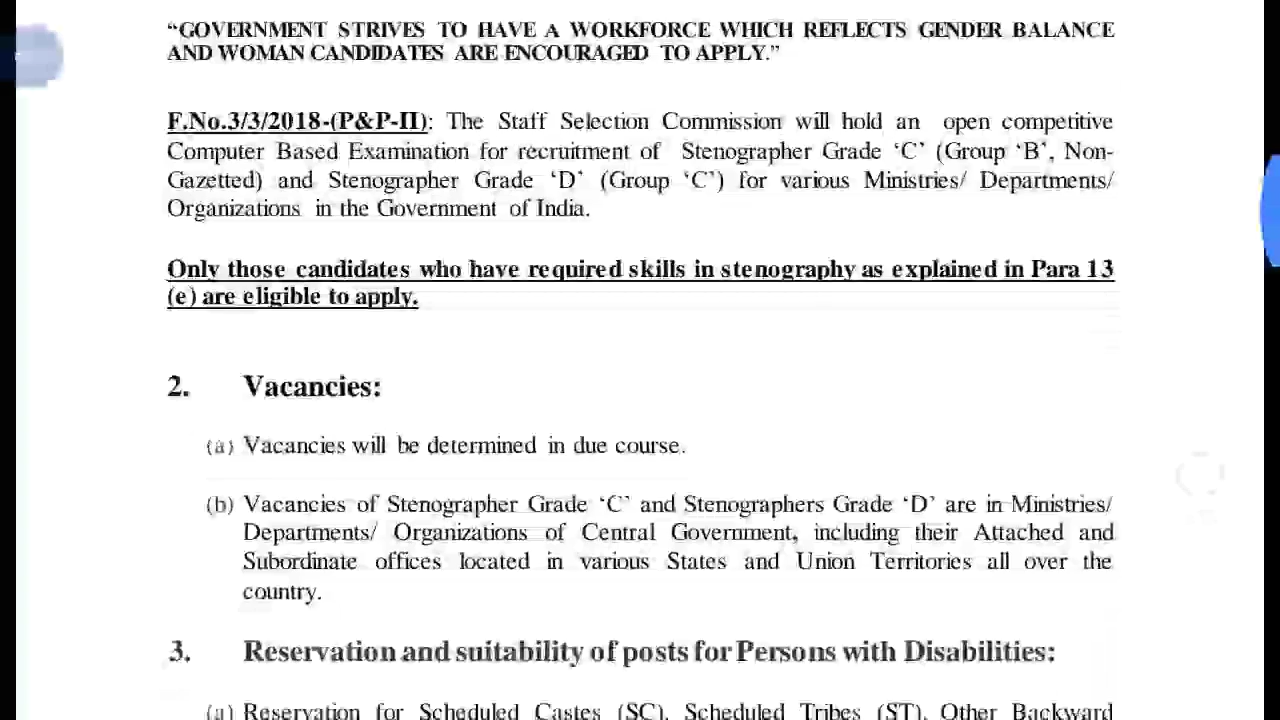 “GOVERNMENT STRIVES TO HAVE A WORKFORCE WHICH REFLECTS GENDER BALANCE
AND WOMAN CANDIDATES ARE ENCOURAGED TO APPLY.”
F.No.3/3/2018-(P&P-II): The Staff Selection Commission will hold an open competitive
Computer Based Examination for recruitment of Stenographer Grade ‘C’ (Group ‘B’, Non-
Gazetted) and Stenographer Grade ‘D’ (Group ‘C’) for various Ministries/ Departments/
Organizations in the Government of India.
Only those candidates who have required skills in stenography as explained in Para 13
(e) are eligible to apply.
2. Vacancies:
(a) Vacancies will be determined in due course.
(b) Vacancies of Stenographer Grade ‘C’ and Stenographers Grade ‘D’ are in Ministries/
Departments/ Organizations of Central Government, including their Attached and
Subordinate offices located in various States and Union Territories all over the
country.
3. Reservation and suitability of posts for Persons with Disabilities:
(a) Reservation for Scheduled Castes (SC), Scheduled Tribes (ST), Other Backward